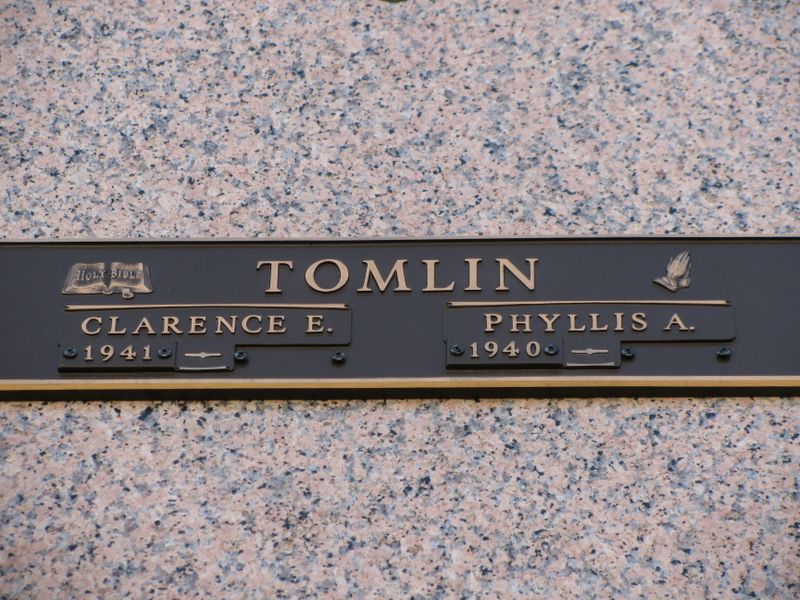 HOLY BIBLE
TOMLIN
CLARENCE E.
1941
PHYLLIS A.
1940